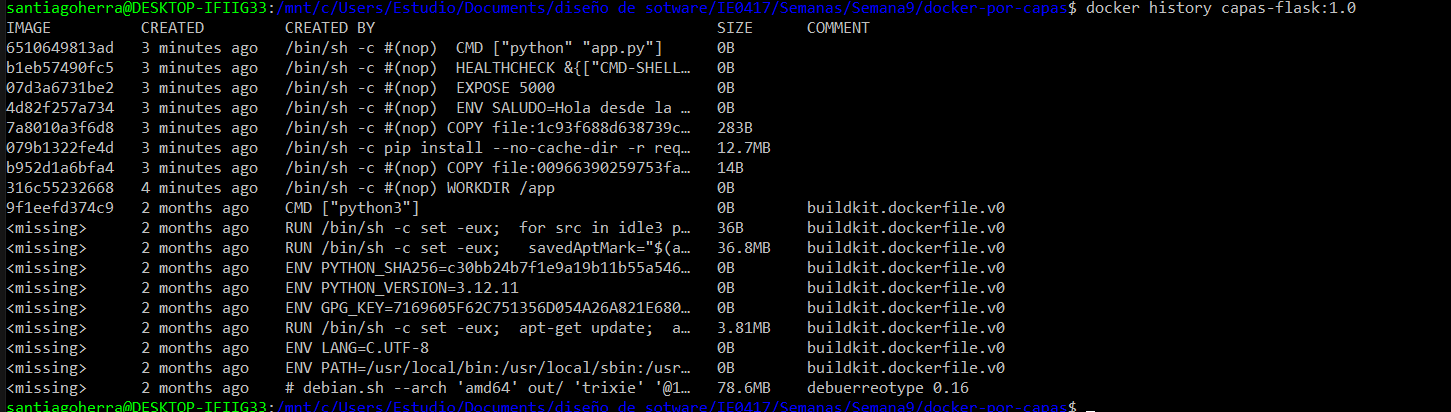 santiagoherra@DESKTOP-IFIIG33:/mnt/c/Users/Estudio/Documents/diseño de sotware/IE0417/Semanas/Semana9/docker-por-capas$ docker history capas-flask:1.0
IMAGE CREATED CREATED BY SIZE COMMENT
6510649813ad 3 minutes ago /bin/sh -c #(nop) CMD ["python" "app.py"] 0B
b1eb57490fc5 3 minutes ago /bin/sh -c #(nop) HEALTHCHECK &{["CMD-SHELL… 0B
07d3a6731be2 3 minutes ago /bin/sh -c #(nop) EXPOSE 5000 0B
4d82f257a734 3 minutes ago /bin/sh -c #(nop) ENV SALUDO=Hola desde la … 0B
7a8010a3f6d8 3 minutes ago /bin/sh -c #(nop) COPY file:1c93f688d638739c… 283B
079b1322fe4d 3 minutes ago /bin/sh -c pip install --no-cache-dir -r req… 12.7MB
b952d1a6bfa4 3 minutes ago /bin/sh -c #(nop) COPY file:00966390259753fa… 14B
316c55232668 4 minutes ago /bin/sh -c #(nop) WORKDIR /app 0B
9f1eefd374c9 2 months ago CMD ["python3"] 0B buildkit.dockerfile.v0
<missing> 2 months ago RUN /bin/sh -c set -eux; for src in idle3 p… 36B buildkit.dockerfile.v0
<missing> 2 months ago RUN /bin/sh -c set -eux; savedAptMark="$(a… 36.8MB buildkit.dockerfile.v0
<missing> 2 months ago ENV PYTHON_SHA256=c30bb24b7f1e9a19b11b55a546… 0B buildkit.dockerfile.v0
<missing> 2 months ago ENV PYTHON_VERSION=3.12.11 0B buildkit.dockerfile.v0
<missing> 2 months ago ENV GPG_KEY=7169605F62C751356D054A26A821E680… 0B buildkit.dockerfile.v0
<missing> 2 months ago RUN /bin/sh -c set -eux; apt-get update; a… 3.81MB buildkit.dockerfile.v0
<missing> 2 months ago ENV LANG=C.UTF-8 0B buildkit.dockerfile.v0
<missing> 2 months ago ENV PATH=/usr/local/bin:/usr/local/sbin:/usr… 0B buildkit.dockerfile.v0
<missing> 2 months ago # debian.sh --arch 'amd64' out/ 'trixie' '@1… 78.6MB debuerreotype 0.16
santiagoherra@DESKTOP-IFIIG33:/mnt/c/Users/Estudio/Documents/diseño de sotware/IE0417/Semanas/Semana9/docker-por-capas$ _